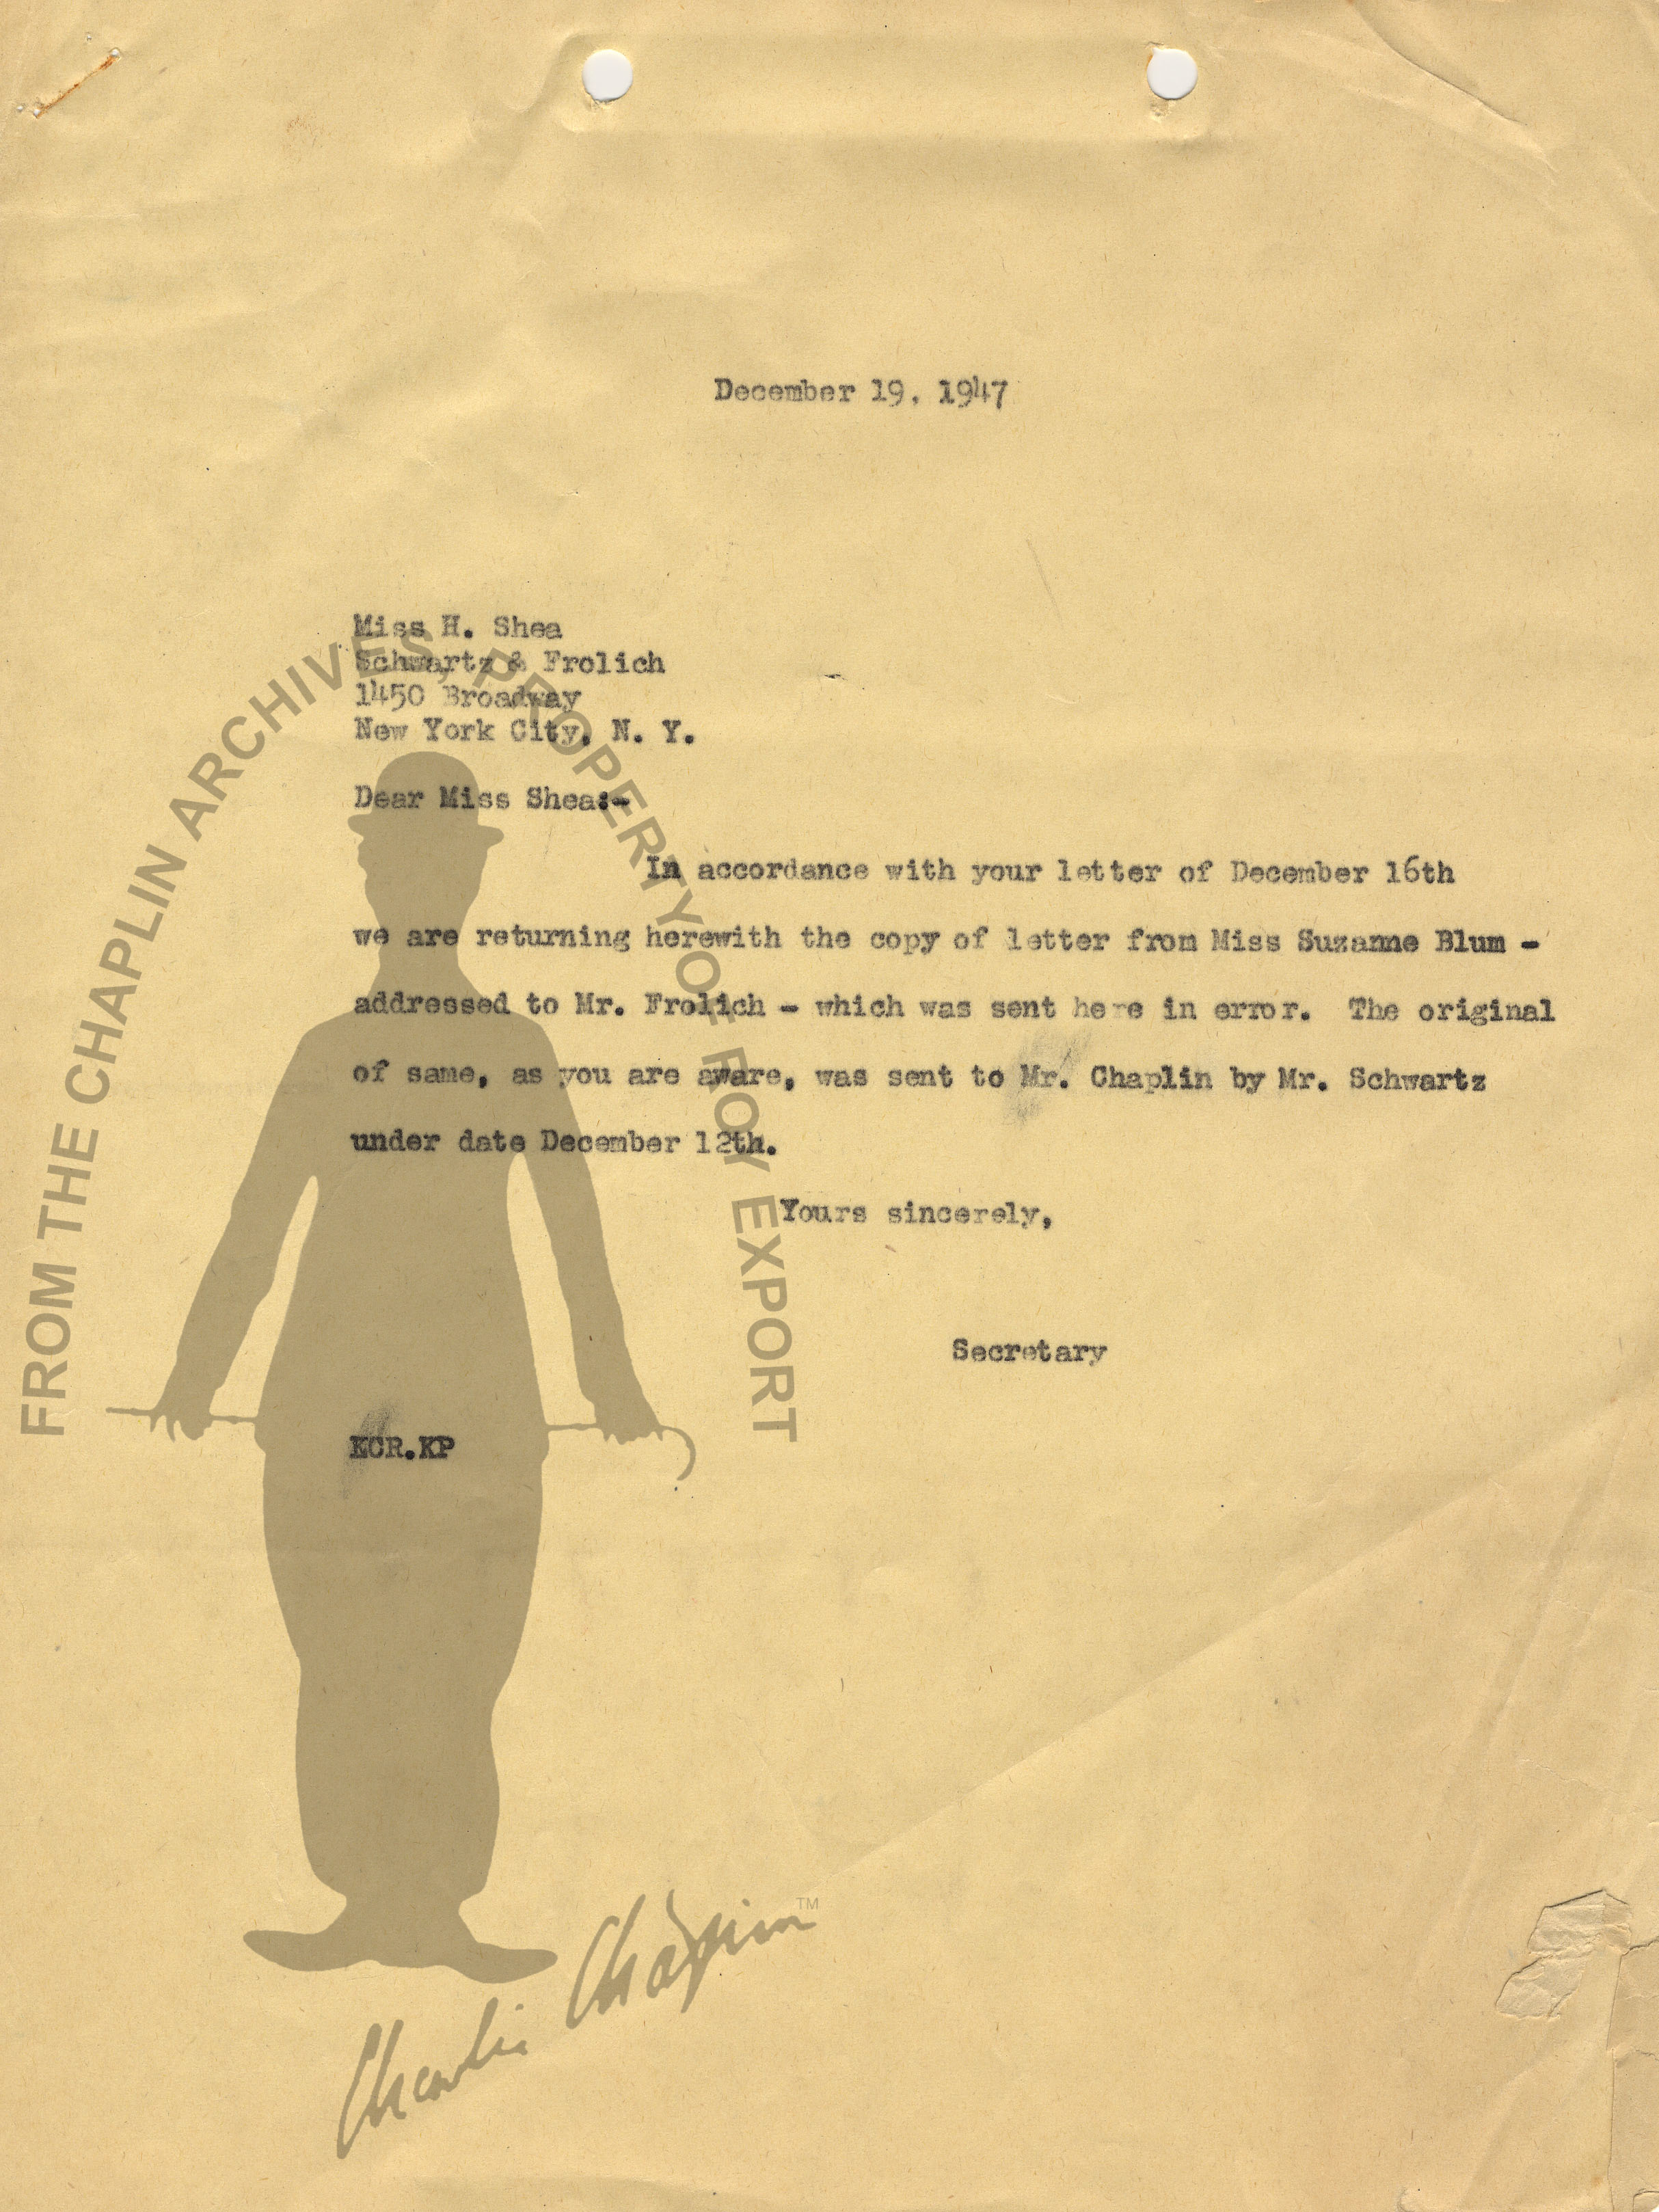 December 19, 1947
Miss H. Shea
Schwartz & Frolich
1450 Broadway
New York City, N. Y.
Dear Miss Shea:-
In accordance with your letter of December 16th
we are returning herewith the copy of letter from Miss Suzanne Blum -
addressed to Mr. Frolich - which was sent here in error. The original
of same, as you are aware, was sent to Mr. Chaplin by Mr. Schwartz
under date December 12th.
Yours sincerely,
Secretary
ECR.KP
FROM THE CHAPLIN ARCHIVES, PROPERTY OF ROY EXPORT
Charlie Chaplin TM